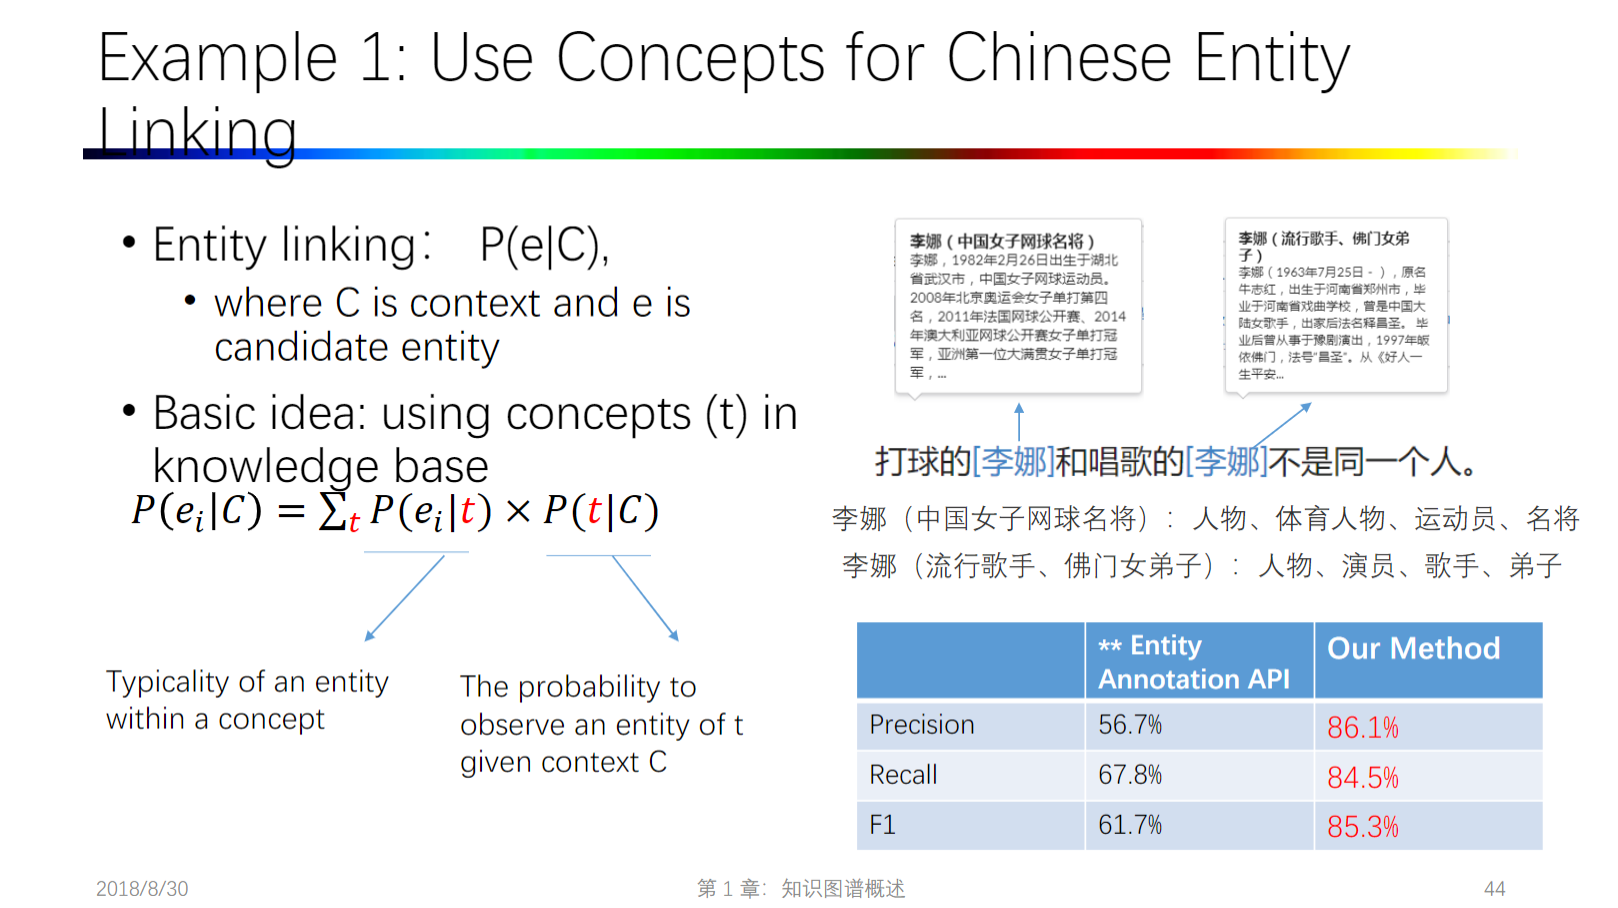 Example 1: Use Concepts for Chinese Entity
Linking
• Entity linking： P(e|C),
• where C is context and e is
candidate entity
• Basic idea: using concepts (t) in
knowledge base
P(eᵢ|C) = ∑ₜ P(eᵢ|t) × P(t|C)
Typicality of an entity
within a concept
The probability to
observe an entity of t
given context C
李娜（中国女子网球名将）
李娜，1982年2月26日出生于湖北
省武汉市，中国女子网球运动员。
2008年北京奥运会女子单打第四
名，2011年法国网球公开赛、2014
年澳大利亚网球公开赛女子单打冠
军，亚洲第一位大满贯女子单打冠
军，...
李娜（流行歌手、佛门女弟
子）
李娜（1963年7月25日－），原名
牛志红，出生于河南省郑州市，毕
业于河南省戏曲学校，曾是中国大
陆女歌手，出家后法名释昌圣。 毕
业后曾从事于豫剧演出，1997年皈
依佛门，法号“昌圣”。从《好人一
生平安...
打球的[李娜]和唱歌的[李娜]不是同一个人。
李娜（中国女子网球名将）：人物、体育人物、运动员、名将
李娜（流行歌手、佛门女弟子）：人物、演员、歌手、弟子
** Entity
Annotation API
Our Method
Precision 56.7% 86.1%
Recall 67.8% 84.5%
F1 61.7% 85.3%
2018/8/30
第 1 章：知识图谱概述
44